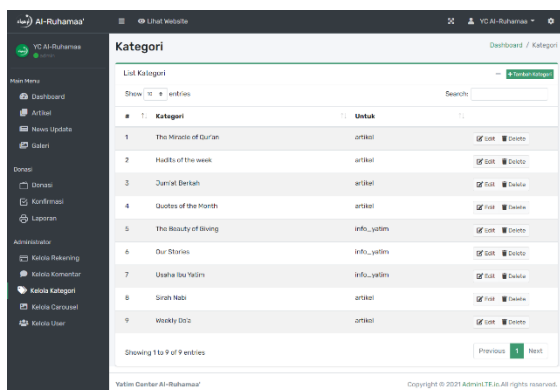 Al-Ruhamaa'
Lihat Website
YC Al-Ruhamaa
YC Al-Ruhamaa
Kategori
Dashboard / Kategori
Main Menu
Dashboard
Artikel
News Update
Galeri
Donasi
Donasi
Konfirmasi
Laporan
Administrator
Kelola Rekening
Kelola Komentar
Kelola Kategori
Kelola Carousel
Kelola User
List Kategori
+Tambah Kategori
Show 10 entries
Search:
# Kategori Untuk
1 The Miracle of Qur'an artikel Edit Delete
2 Hadits of the week artikel Edit Delete
3 Jum'at Berkah artikel Edit Delete
4 Quotes of the Month artikel Edit Delete
5 The Beauty of Giving info_yatim Edit Delete
6 Our Stories info_yatim Edit Delete
7 Usaha Ibu Yatim info_yatim Edit Delete
8 Sirah Nabi artikel Edit Delete
9 Weekly Do'a artikel Edit Delete
Showing 1 to 9 of 9 entries
Previous 1 Next
Yatim Center Al-Ruhamaa'
Copyright © 2021 AdminLTE.io.All rights reserved.